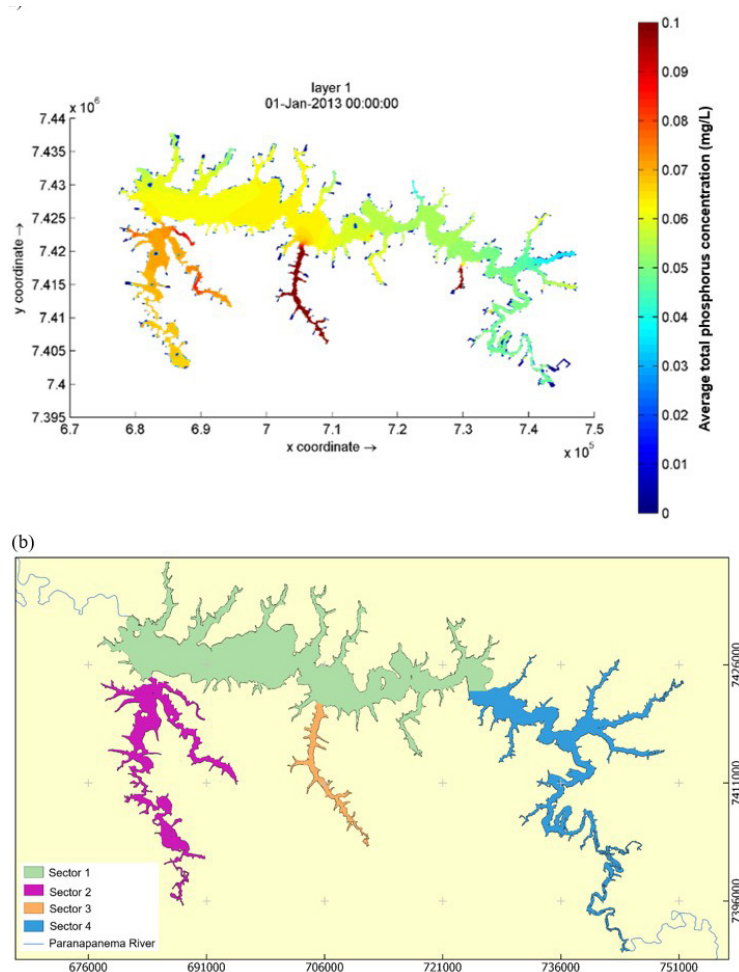 layer 1
01-Jan-2013 00:00:00
x 10⁶
7.44
7.435
7.43
7.425
7.42
7.415
7.41
7.405
7.4
7.395
y coordinate →
6.7 6.8 6.9 7 7.1 7.2 7.3 7.4 7.5
x coordinate →
x 10⁵
0.1
0.09
0.08
0.07
0.06
0.05
0.04
0.03
0.02
0.01
0
Average total phosphorus concentration (mg/L)
(b)
7426000
7411000
7396000
Sector 1
Sector 2
Sector 3
Sector 4
Paranapanema River
676000 691000 706000 721000 736000 751000